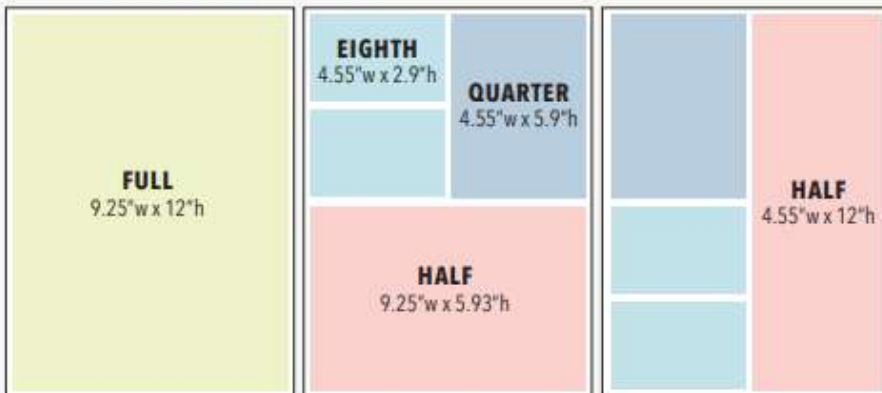 FULL
9.25"w x 12"h
EIGHTH
4.55"w x 2.9"h
QUARTER
4.55"w x 5.9"h
HALF
9.25"w x 5.93"h
HALF
4.55"w x 12"h